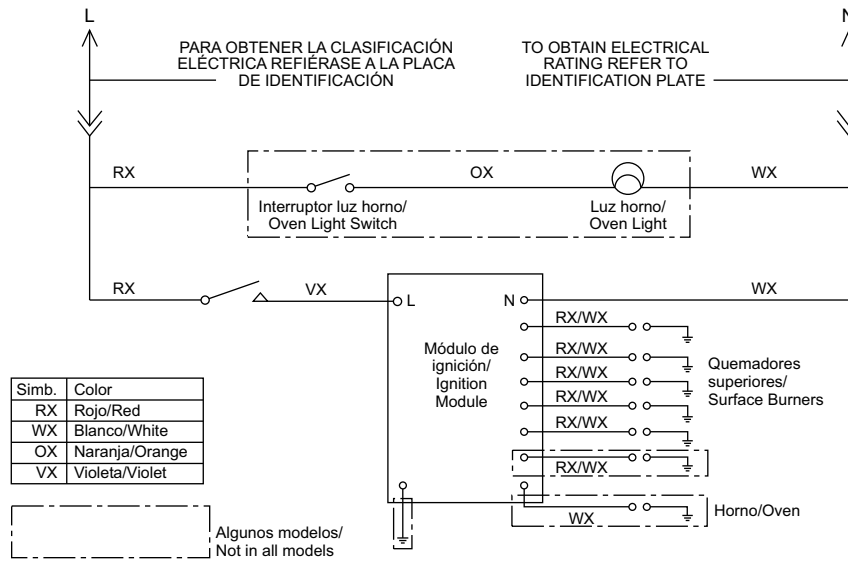 L
N
PARA OBTENER LA CLASIFICACIÓN
ELÉCTRICA REFIÉRASE A LA PLACA
DE IDENTIFICACIÓN
TO OBTAIN ELECTRICAL
RATING REFER TO
IDENTIFICATION PLATE
RX
OX
WX
Interruptor luz horno/
Oven Light Switch
Luz horno/
Oven Light
RX
VX
L
N
WX
Módulo de
ignición/
Ignition
Module
RX/WX
RX/WX
RX/WX
RX/WX
RX/WX
RX/WX
Quemadores
superiores/
Surface Burners
WX
Horno/Oven
Simb. Color
RX Rojo/Red
WX Blanco/White
OX Naranja/Orange
VX Violeta/Violet
Algunos modelos/
Not in all models